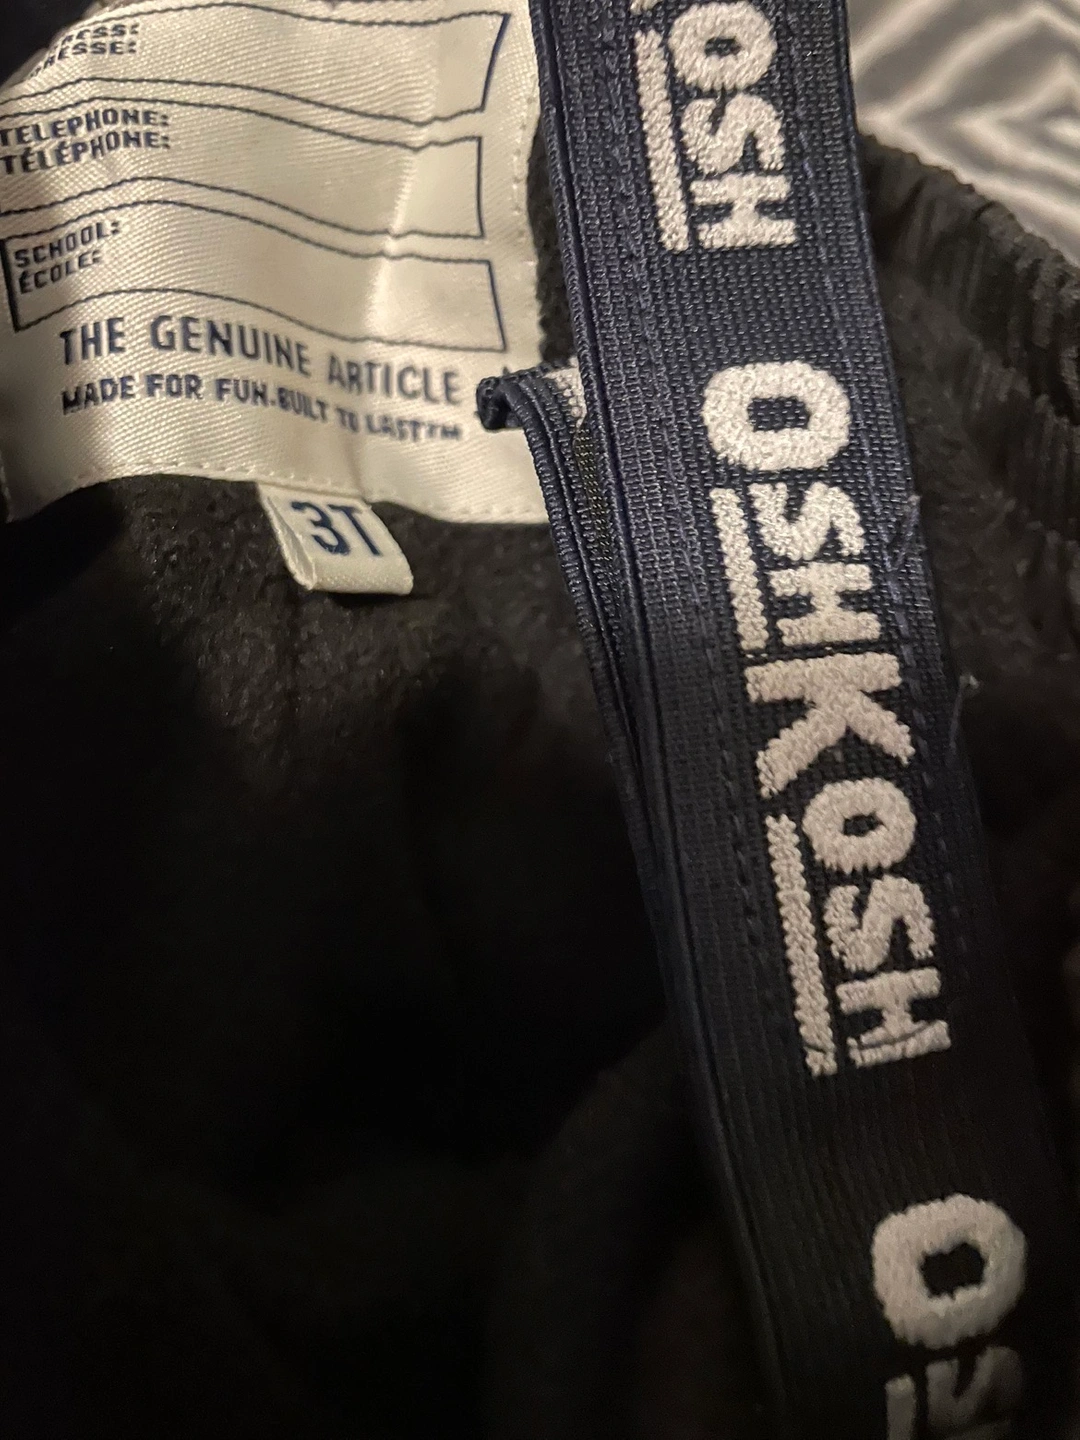 TELEPHONE:
TÉLÉPHONE:
SCHOOL:
ÉCOLE:
THE GENUINE ARTICLE
MADE FOR FUN.BUILT TO LAST™
3T
OSH
OSHKOSH
O